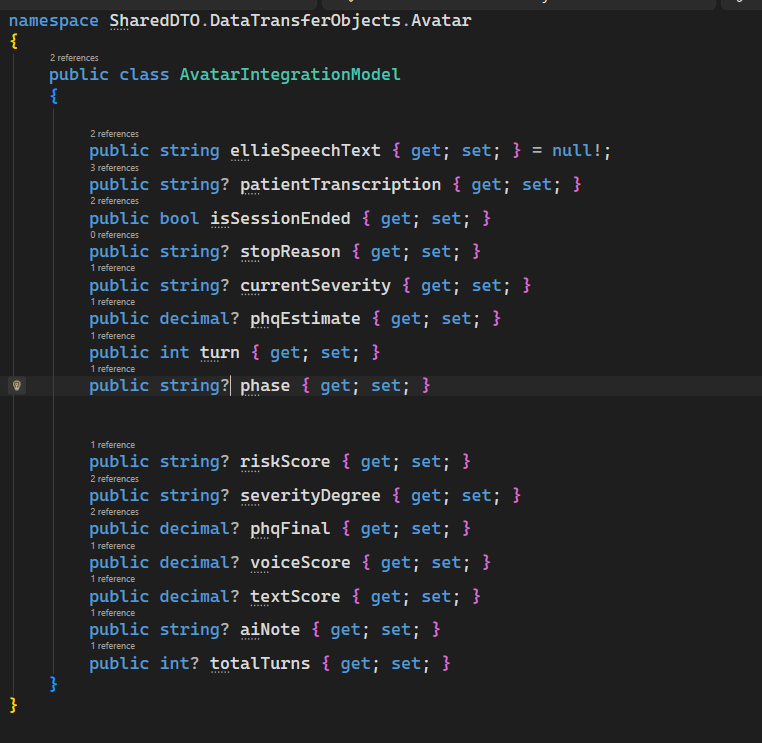 namespace SharedDTO.DataTransferObjects.Avatar
{
2 references
public class AvatarIntegrationModel
{
2 references
public string ellieSpeechText { get; set; } = null!;
3 references
public string? patientTranscription { get; set; }
2 references
public bool isSessionEnded { get; set; }
0 references
public string? stopReason { get; set; }
1 reference
public string? currentSeverity { get; set; }
1 reference
public decimal? phqEstimate { get; set; }
1 reference
public int turn { get; set; }
1 reference
public string? phase { get; set; }
1 reference
public string? riskScore { get; set; }
2 references
public string? severityDegree { get; set; }
2 references
public decimal? phqFinal { get; set; }
1 reference
public decimal? voiceScore { get; set; }
1 reference
public decimal? textScore { get; set; }
1 reference
public string? aiNote { get; set; }
1 reference
public int? totalTurns { get; set; }
}
}